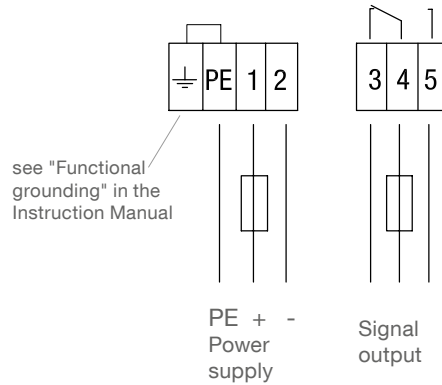 PE 1 2
3 4 5
see "Functional
grounding" in the
Instruction Manual
PE + -
Power
supply
Signal
output